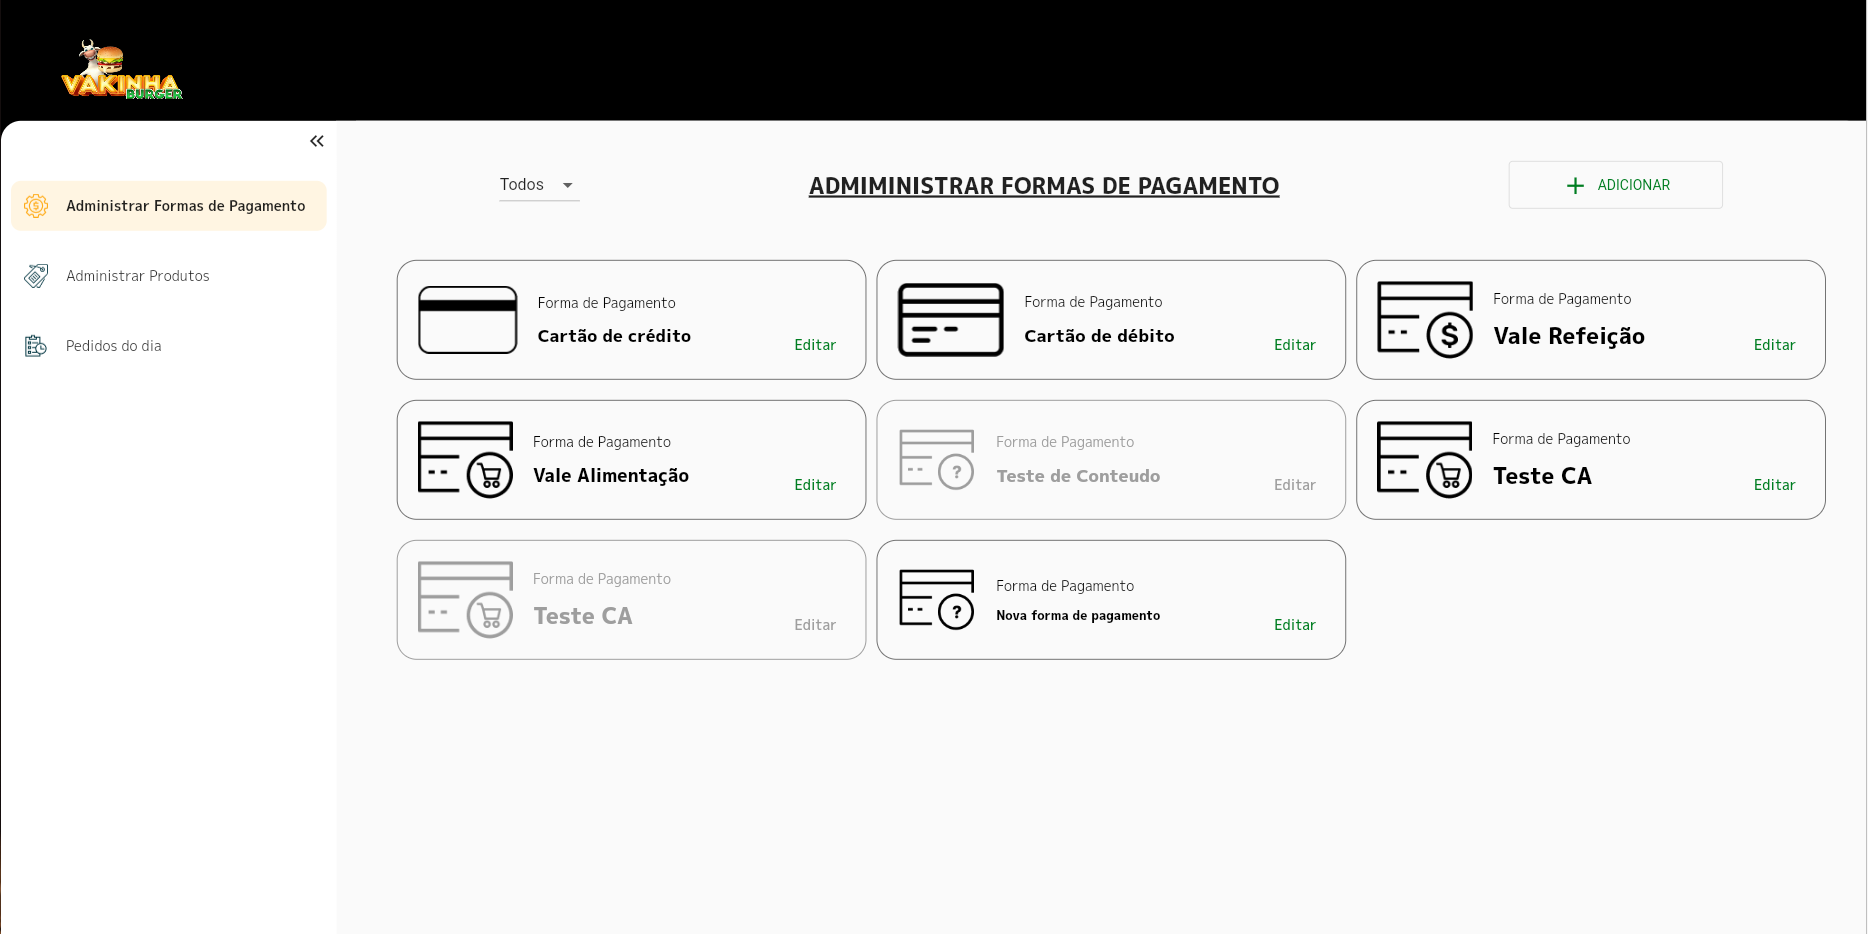 VAKINHA
BURGER
Administrar Formas de Pagamento
Administrar Produtos
Pedidos do dia
Todos
ADMIMINISTRAR FORMAS DE PAGAMENTO
ADICIONAR
Forma de Pagamento
Cartão de crédito
Editar
Forma de Pagamento
Cartão de débito
Editar
$
Forma de Pagamento
Vale Refeição
Editar
Forma de Pagamento
Vale Alimentação
Editar
?
Forma de Pagamento
Teste de Conteudo
Editar
Forma de Pagamento
Teste CA
Editar
Forma de Pagamento
Teste CA
Editar
?
Forma de Pagamento
Nova forma de pagamento
Editar